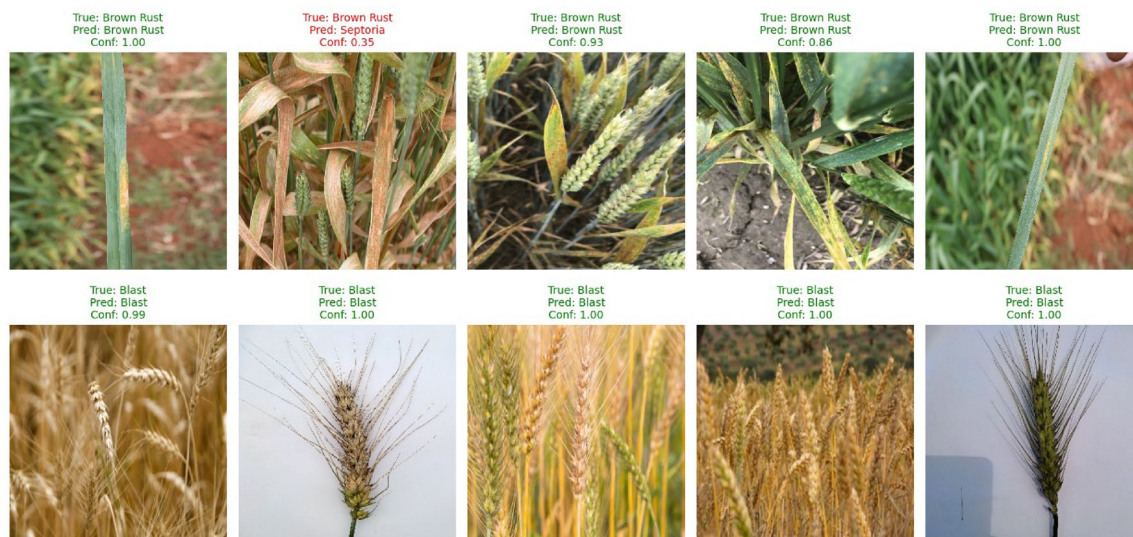 True: Brown Rust
Pred: Brown Rust
Conf: 1.00
True: Brown Rust
Pred: Septoria
Conf: 0.35
True: Brown Rust
Pred: Brown Rust
Conf: 0.93
True: Brown Rust
Pred: Brown Rust
Conf: 0.86
True: Brown Rust
Pred: Brown Rust
Conf: 1.00
True: Blast
Pred: Blast
Conf: 0.99
True: Blast
Pred: Blast
Conf: 1.00
True: Blast
Pred: Blast
Conf: 1.00
True: Blast
Pred: Blast
Conf: 1.00
True: Blast
Pred: Blast
Conf: 1.00